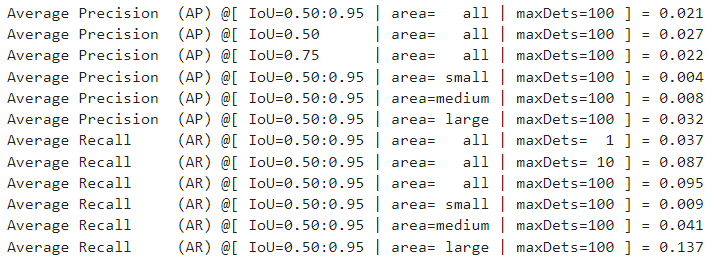 Average Precision  (AP) @[ IoU=0.50:0.95 | area=   all | maxDets=100 ] = 0.021
Average Precision  (AP) @[ IoU=0.50      | area=   all | maxDets=100 ] = 0.027
Average Precision  (AP) @[ IoU=0.75      | area=   all | maxDets=100 ] = 0.022
Average Precision  (AP) @[ IoU=0.50:0.95 | area= small | maxDets=100 ] = 0.004
Average Precision  (AP) @[ IoU=0.50:0.95 | area=medium | maxDets=100 ] = 0.008
Average Precision  (AP) @[ IoU=0.50:0.95 | area= large | maxDets=100 ] = 0.032
Average Recall     (AR) @[ IoU=0.50:0.95 | area=   all | maxDets=  1 ] = 0.037
Average Recall     (AR) @[ IoU=0.50:0.95 | area=   all | maxDets= 10 ] = 0.087
Average Recall     (AR) @[ IoU=0.50:0.95 | area=   all | maxDets=100 ] = 0.095
Average Recall     (AR) @[ IoU=0.50:0.95 | area= small | maxDets=100 ] = 0.009
Average Recall     (AR) @[ IoU=0.50:0.95 | area=medium | maxDets=100 ] = 0.041
Average Recall     (AR) @[ IoU=0.50:0.95 | area= large | maxDets=100 ] = 0.137